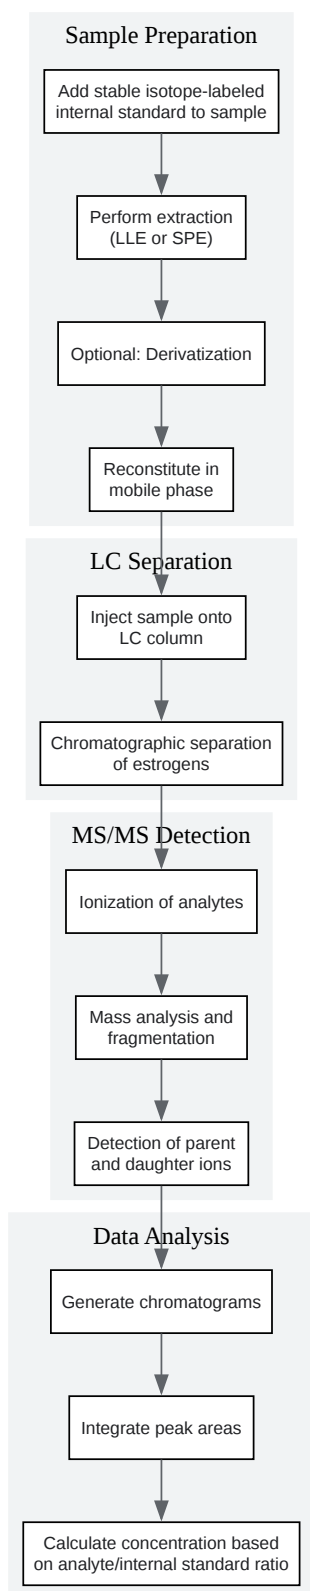 Sample Preparation
Add stable isotope-labeled
internal standard to sample
Perform extraction
(LLE or SPE)
Optional: Derivatization
Reconstitute in
mobile phase
LC Separation
Inject sample onto
LC column
Chromatographic separation
of estrogens
MS/MS Detection
Ionization of analytes
Mass analysis and
fragmentation
Detection of parent
and daughter ions
Data Analysis
Generate chromatograms
Integrate peak areas
Calculate concentration based
on analyte/internal standard ratio